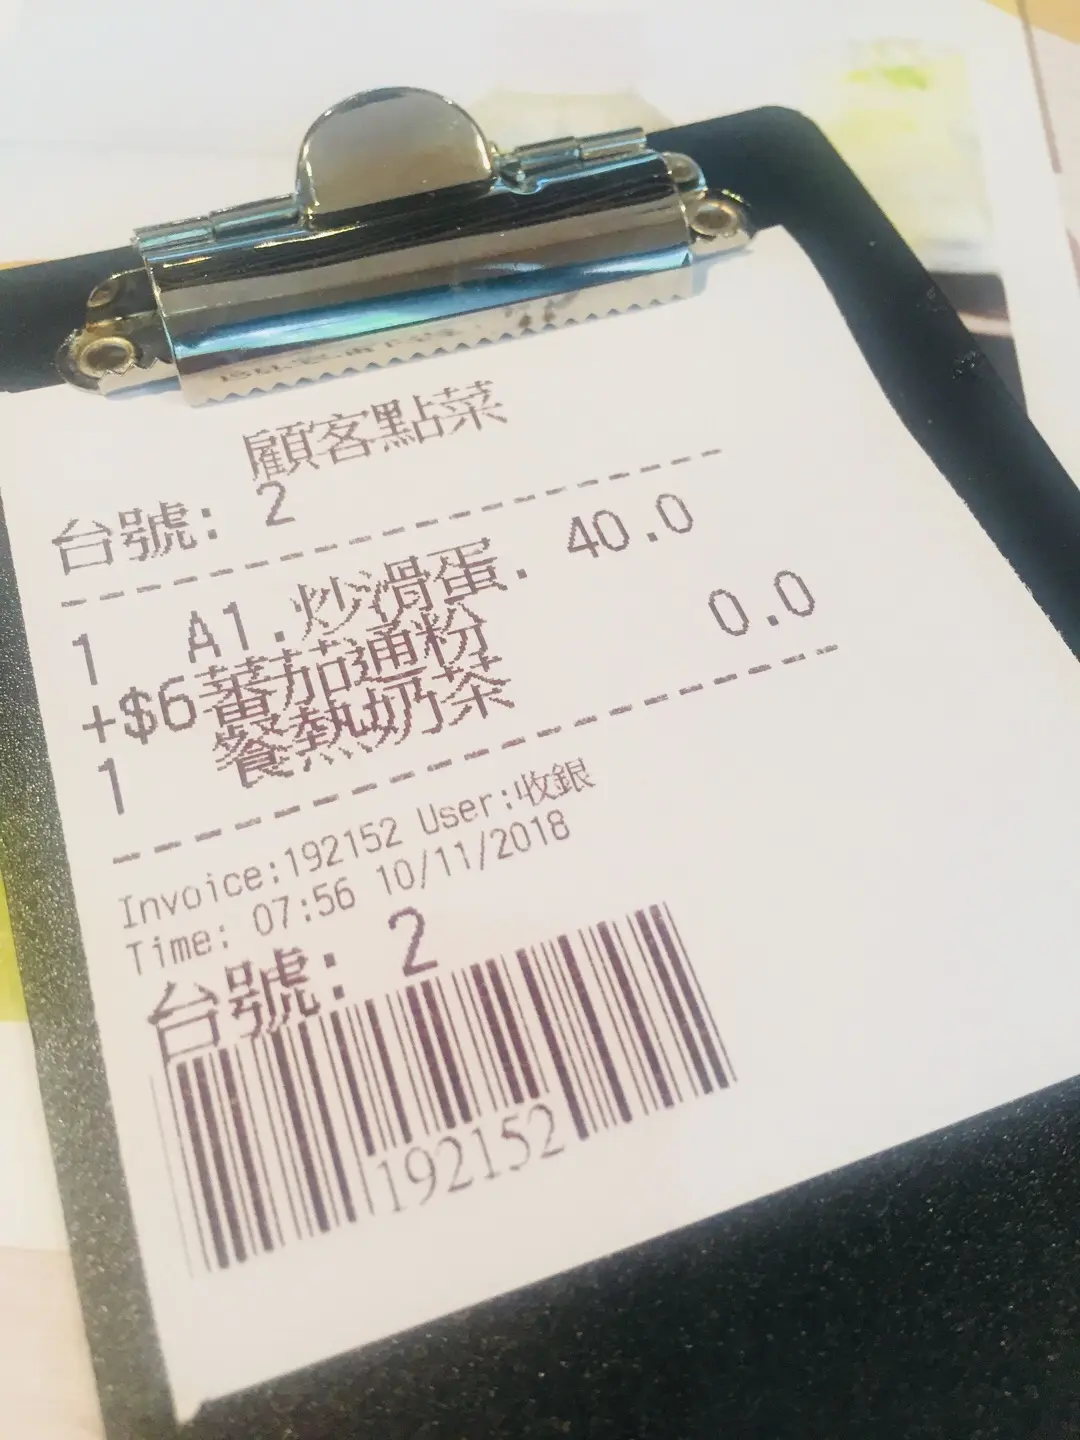 顧客點菜
台號: 2
1 A1.炒滑蛋. 40.0
+$6蕃茄通粉
1 餐熱奶茶 0.0
Invoice:192152 User:收銀
Time: 07:56 10/11/2018
台號: 2
192152